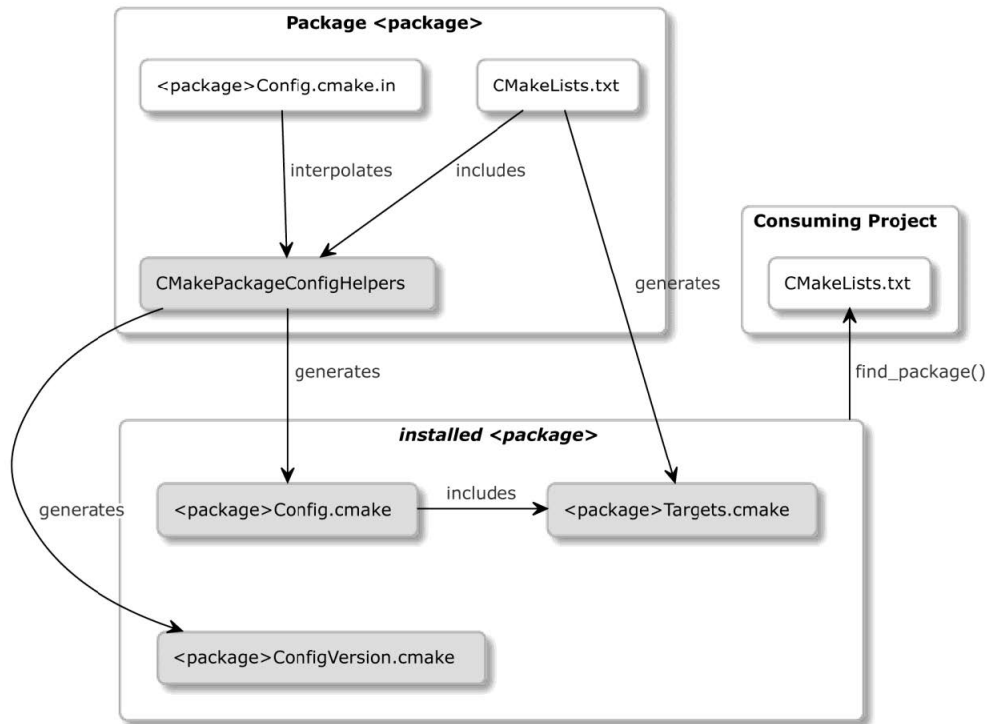 Package <package>
<package>Config.cmake.in
CMakeLists.txt
interpolates
includes
CMakePackageConfigHelpers
generates
Consuming Project
CMakeLists.txt
generates
find_package()
installed <package>
<package>Config.cmake
includes
<package>Targets.cmake
generates
<package>ConfigVersion.cmake